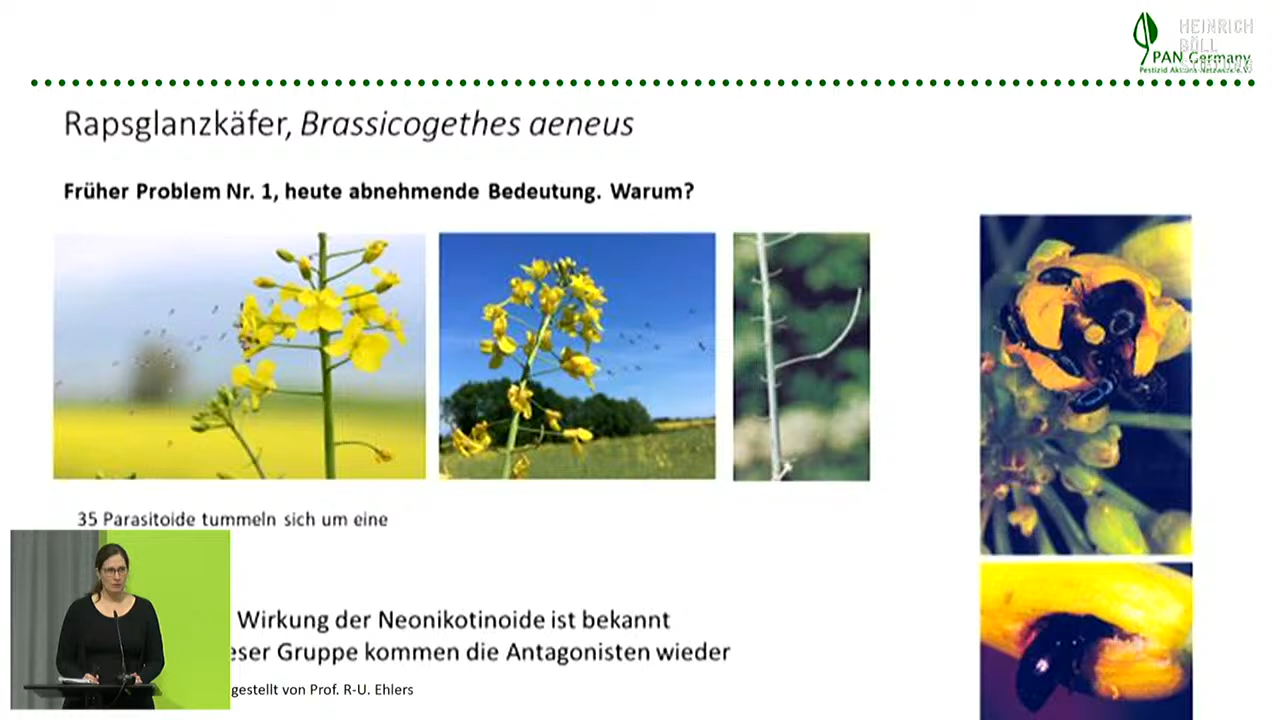 HEINRICH
BÖLL
PAN Germany
Pestizid Aktions-Netzwerk e.V.
Rapsglanzkäfer, Brassicogethes aeneus
Früher Problem Nr. 1, heute abnehmende Bedeutung. Warum?
35 Parasitoide tummeln sich um eine
Wirkung der Neonikotinoide ist bekannt
eser Gruppe kommen die Antagonisten wieder
gestellt von Prof. R-U. Ehlers